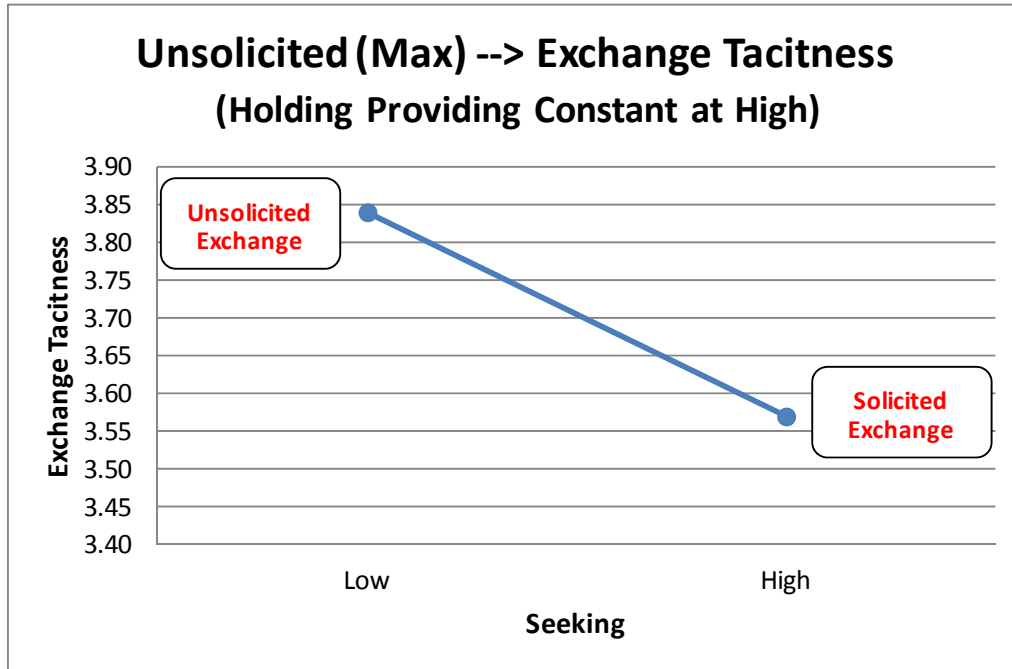 Unsolicited (Max) --> Exchange Tacitness
(Holding Providing Constant at High)
Exchange Tacitness
3.90
3.85
3.80
3.75
3.70
3.65
3.60
3.55
3.50
3.45
3.40
Unsolicited
Exchange
Solicited
Exchange
Low
High
Seeking